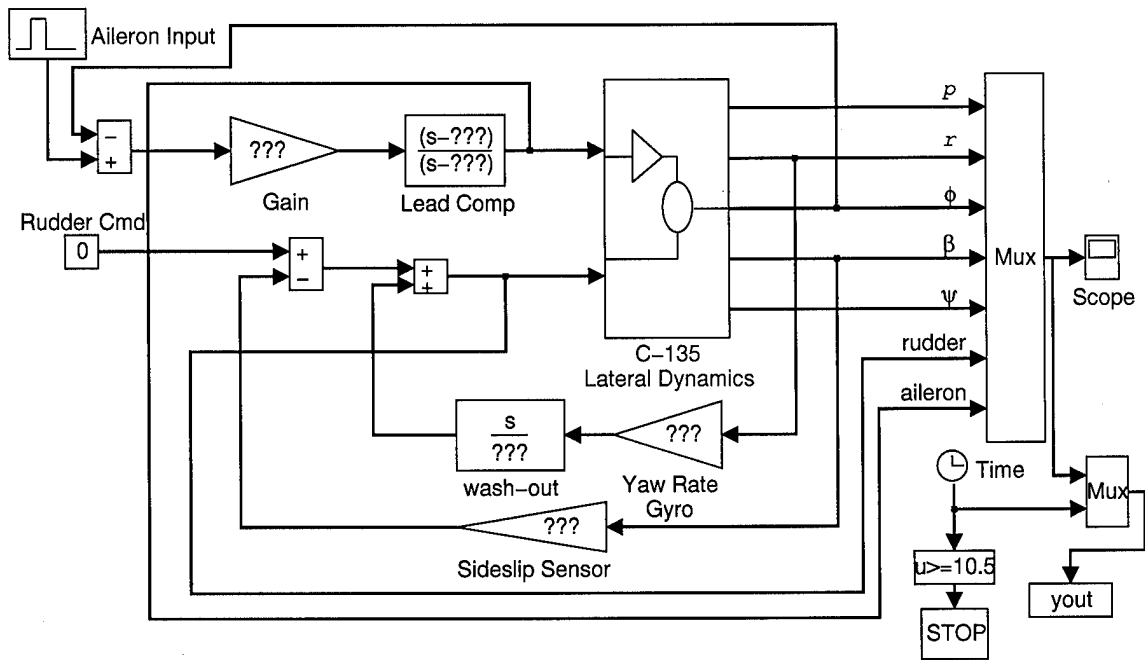 Aileron Input
−
+
???
Gain
(s−???)
(s−???)
Lead Comp
Rudder Cmd
0
+
−
+
+
C−135
Lateral Dynamics
p
r
ϕ
β
ψ
rudder
aileron
Mux
Scope
s
???
wash−out
???
Yaw Rate
Gyro
???
Sideslip Sensor
Time
Mux
u>=10.5
STOP
yout